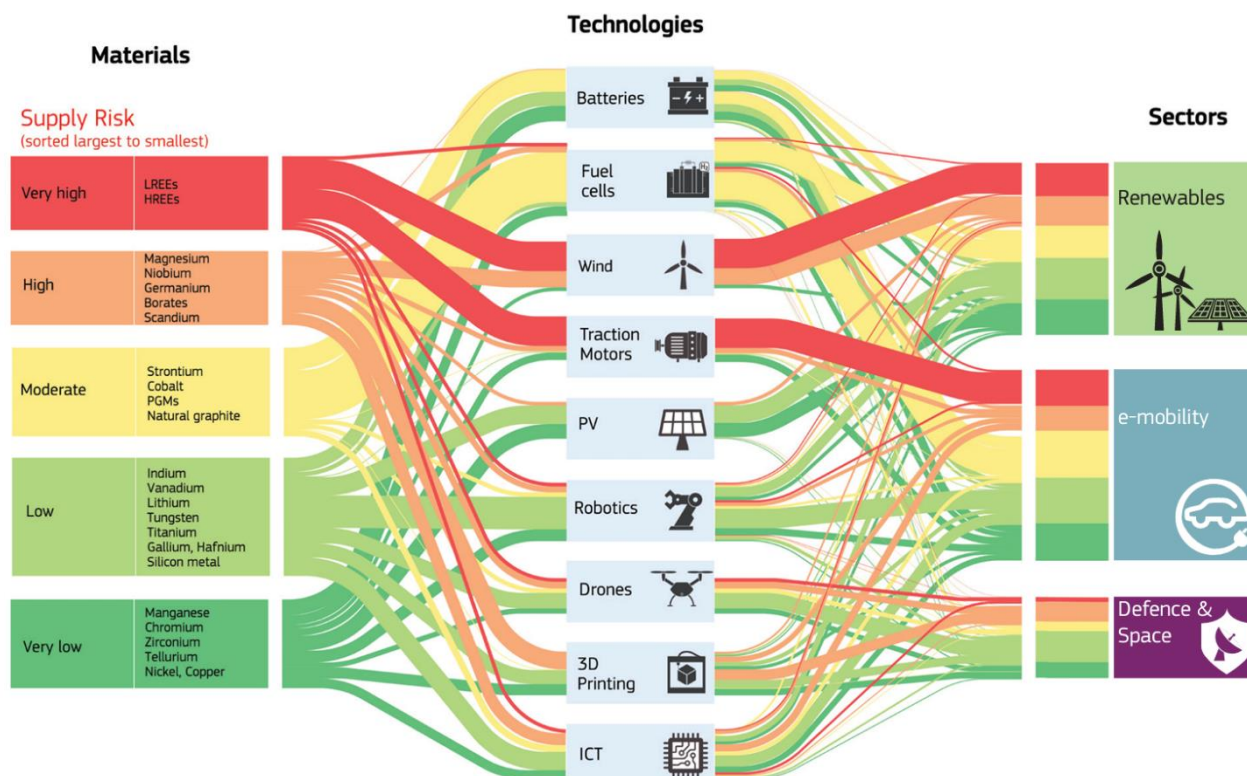 Technologies
Materials
Sectors
Supply Risk
(sorted largest to smallest)
Very high
LREEs
HREEs
High
Magnesium
Niobium
Germanium
Borates
Scandium
Moderate
Strontium
Cobalt
PGMs
Natural graphite
Low
Indium
Vanadium
Lithium
Tungsten
Titanium
Gallium, Hafnium
Silicon metal
Very low
Manganese
Chromium
Zirconium
Tellurium
Nickel, Copper
Batteries
Fuel
cells
H₂
Wind
Traction
Motors
PV
Robotics
Drones
3D
Printing
ICT
Renewables
e-mobility
Defence &
Space